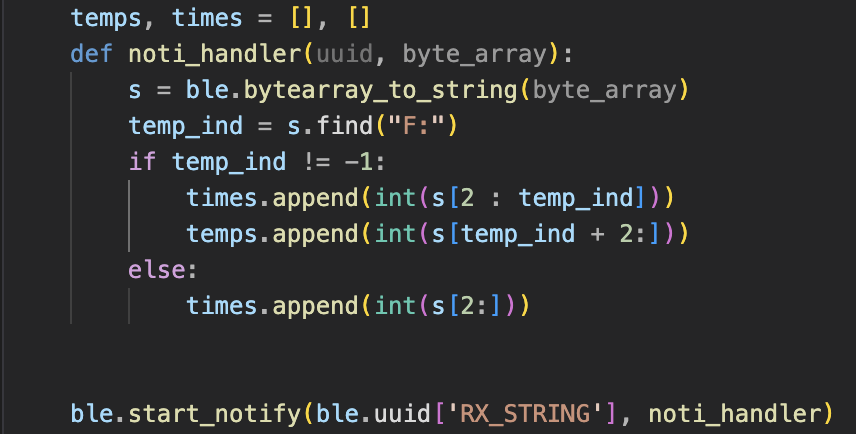 temps, times = [], []
def noti_handler(uuid, byte_array):
s = ble.bytearray_to_string(byte_array)
temp_ind = s.find("F:")
if temp_ind != -1:
times.append(int(s[2 : temp_ind]))
temps.append(int(s[temp_ind + 2:]))
else:
times.append(int(s[2:]))
ble.start_notify(ble.uuid['RX_STRING'], noti_handler)